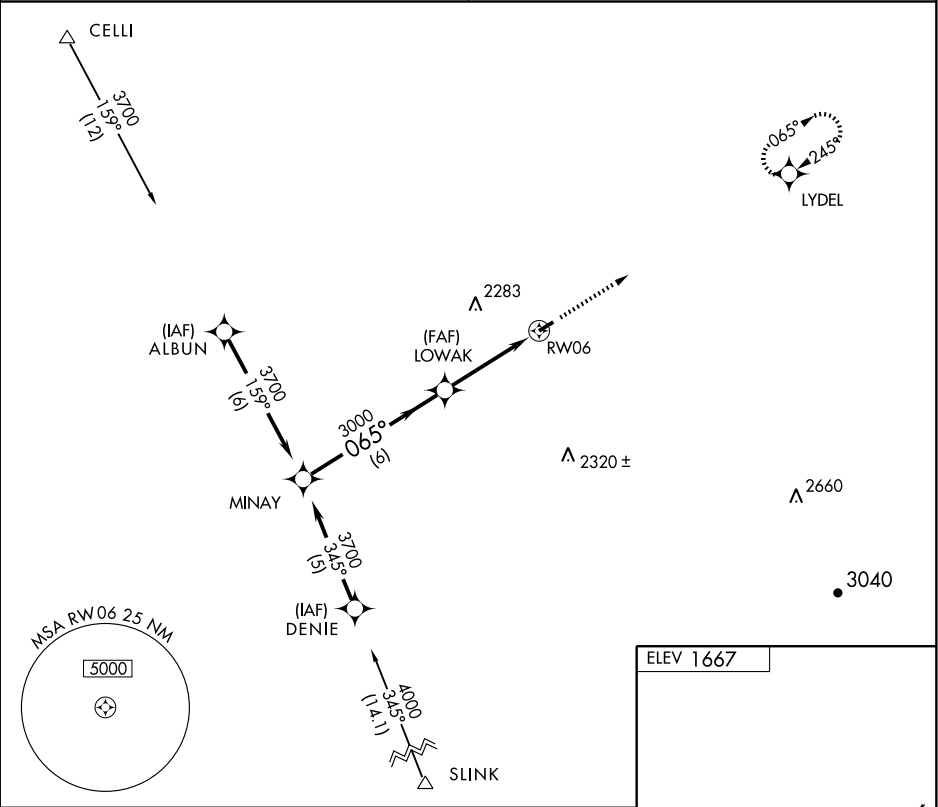 CELLI
3700
159°
(12)
065°
245°
LYDEL
2283
(IAF)
ALBUN
(FAF)
LOWAK
RW06
3700
159°
(6)
3000
065°
(6)
2320 ±
MINAY
2660
3700
345°
(5)
3040
(IAF)
DENIE
MSA RW 06 25 NM
5000
ELEV 1667
4000
345°
(14.1)
SLINK